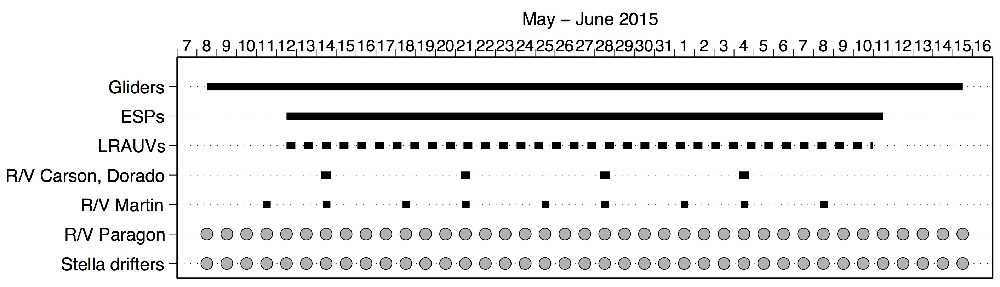 May – June 2015
7 8 9 10 11 12 13 14 15 16 17 18 19 20 21 22 23 24 25 26 27 28 29 30 31 1 2 3 4 5 6 7 8 9 10 11 12 13 14 15 16
Gliders
ESPs
LRAUVs
R/V Carson, Dorado
R/V Martin
R/V Paragon
Stella drifters